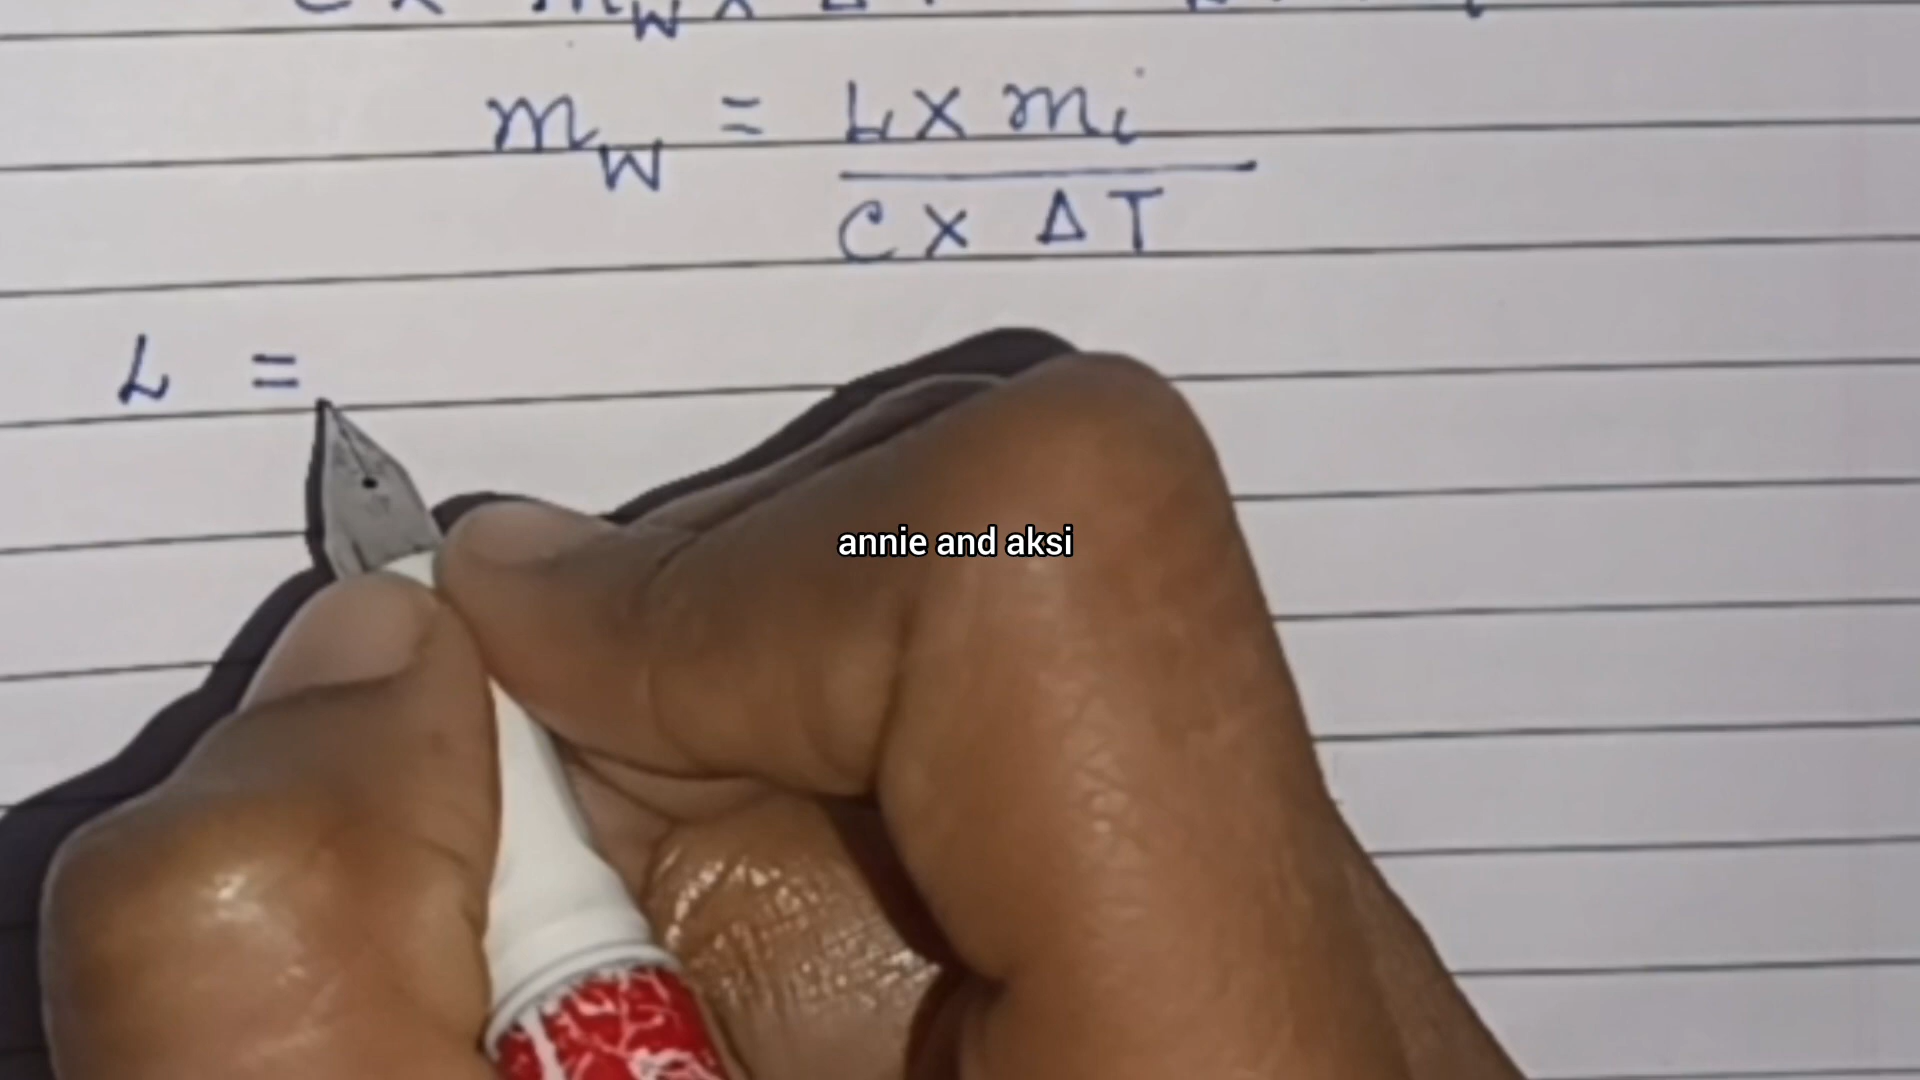 m_w = L × m_i
C × ΔT
L =
annie and aksi